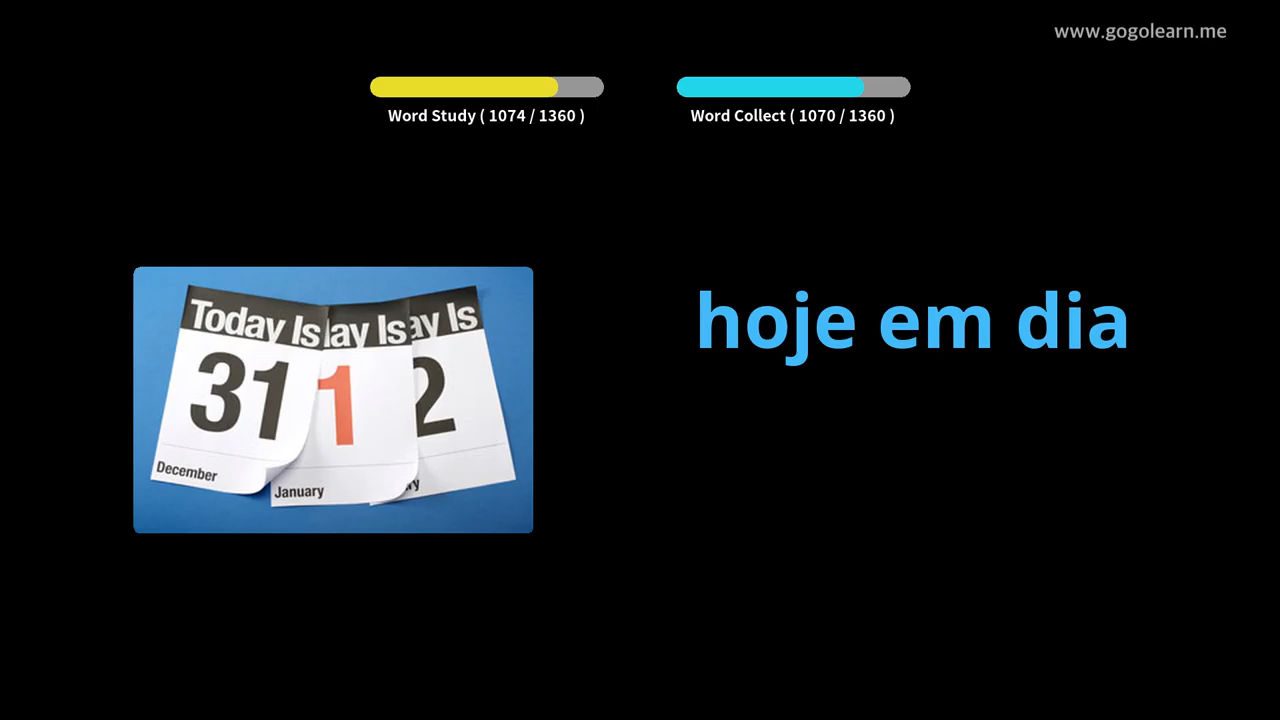 www.gogolearn.me
Word Study ( 1074 / 1360 )
Word Collect ( 1070 / 1360 )
hoje em dia
Today Is
31
December
ay Is
1
January
ay Is
2
ry